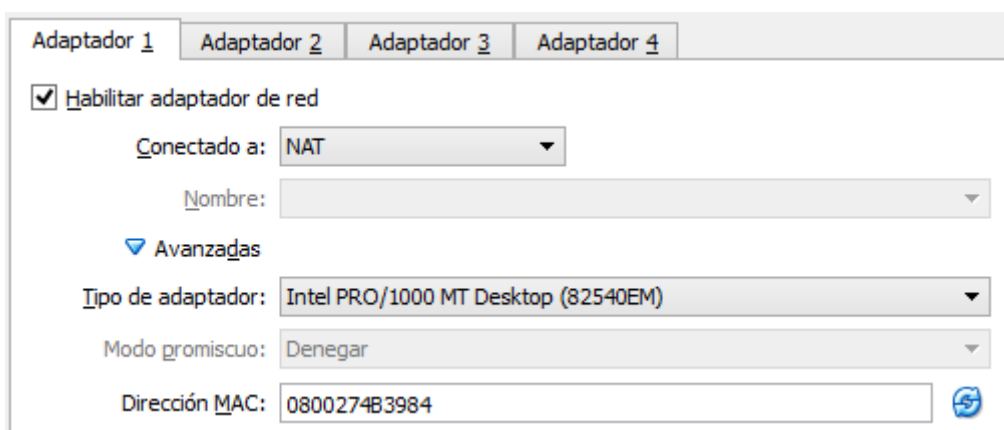 Adaptador 1 Adaptador 2 Adaptador 3 Adaptador 4
Habilitar adaptador de red
Conectado a: NAT
Nombre:
Avanzadas
Tipo de adaptador: Intel PRO/1000 MT Desktop (82540EM)
Modo promiscuo: Denegar
Dirección MAC: 0800274B3984